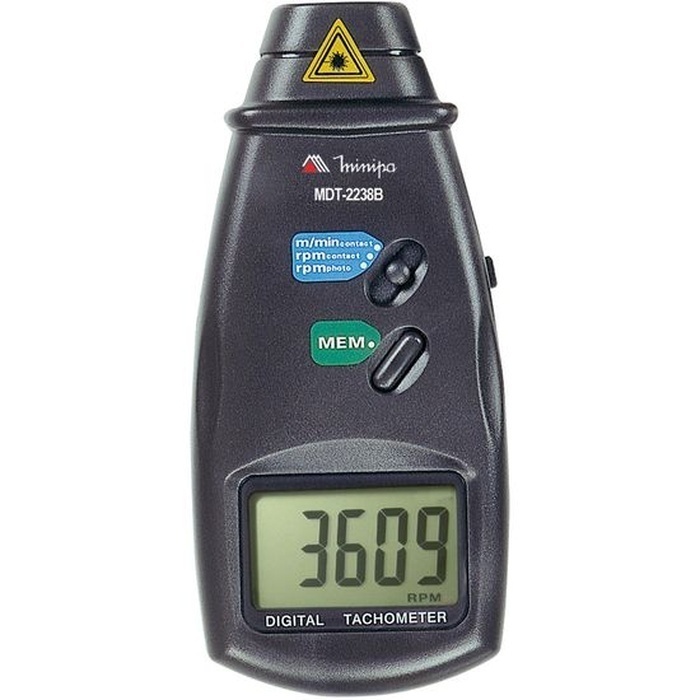 Minipa
MDT-2238B
m/min contact
rpm contact
rpm photo
MEM.
3609
RPM
DIGITAL TACHOMETER